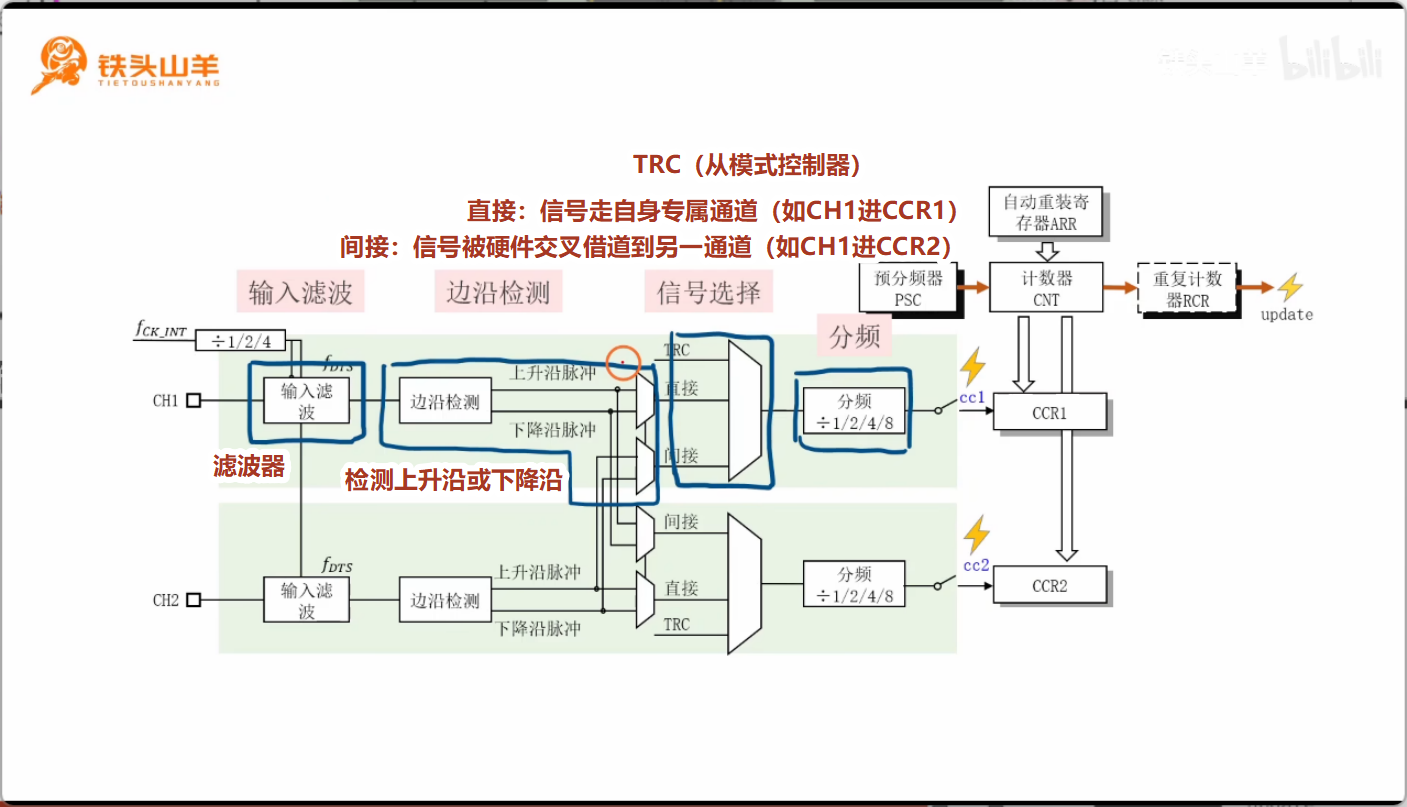 铁头山羊
TIETOUSHANYANG
bilibili
TRC（从模式控制器）
直接：信号走自身专属通道（如CH1进CCR1）
间接：信号被硬件交叉借道到另一通道（如CH1进CCR2）
自动重装寄
存器ARR
输入滤波
边沿检测
信号选择
分频
预分频器
PSC
计数器
CNT
重复计数
器RCR
update
fCK_INT
÷1/2/4
fDTS
CH1
输入滤
波
边沿检测
上升沿脉冲
下降沿脉冲
TRC
直接
间接
分频
÷1/2/4/8
cc1
CCR1
滤波器
检测上升沿或下降沿
CH2
fDTS
输入滤
波
边沿检测
上升沿脉冲
下降沿脉冲
间接
直接
TRC
分频
÷1/2/4/8
cc2
CCR2